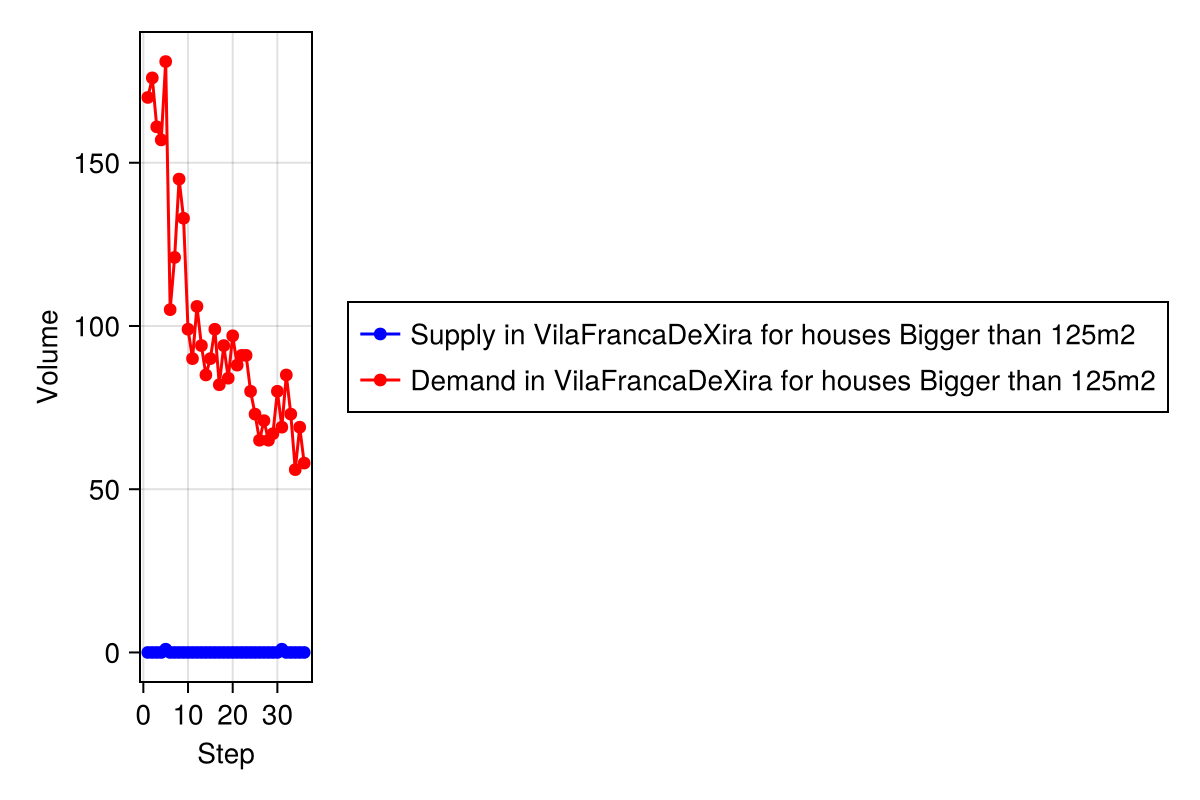 Volume
150
100
50
0
0 10 20 30
Step
Supply in VilaFrancaDeXira for houses Bigger than 125m2
Demand in VilaFrancaDeXira for houses Bigger than 125m2